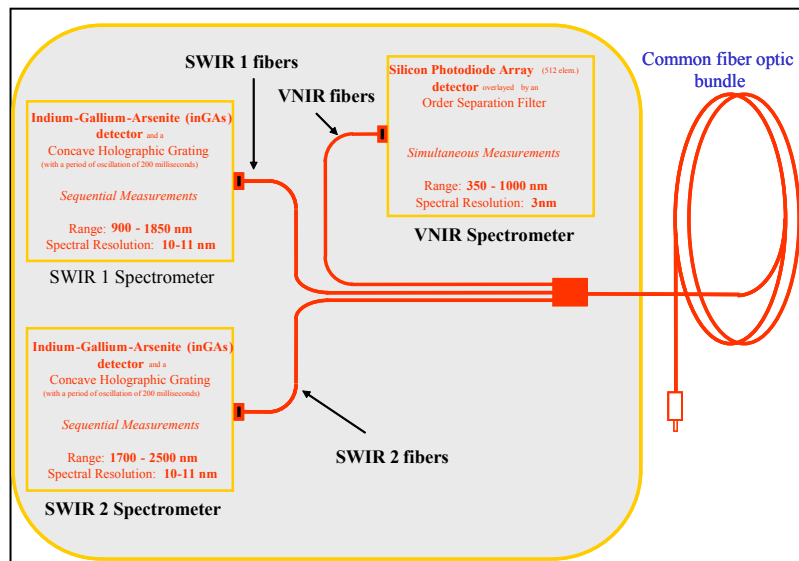 SWIR 1 fibers
Indium-Gallium-Arsenite (inGAs)
detector and a
Concave Holographic Grating
(with a period of oscillation of 200 milliseconds)
Sequential Measurements
Range: 900 - 1850 nm
Spectral Resolution: 10-11 nm
SWIR 1 Spectrometer
VNIR fibers
Silicon Photodiode Array (512 elem.)
detector overlayed by an
Order Separation Filter
Simultaneous Measurements
Range: 350 - 1000 nm
Spectral Resolution: 3nm
VNIR Spectrometer
Common fiber optic
bundle
Indium-Gallium-Arsenite (inGAs)
detector and a
Concave Holographic Grating
(with a period of oscillation of 200 milliseconds)
Sequential Measurements
Range: 1700 - 2500 nm
Spectral Resolution: 10-11 nm
SWIR 2 Spectrometer
SWIR 2 fibers